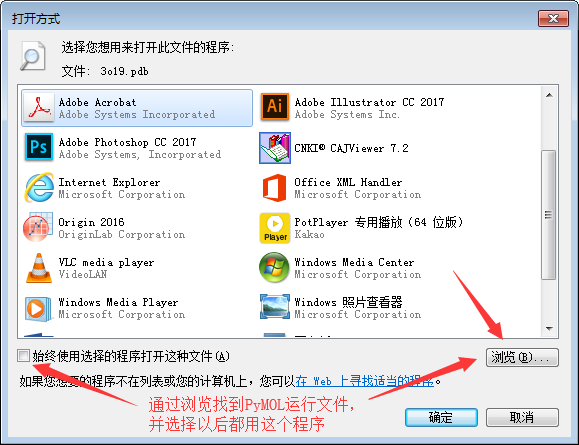 打开方式
选择您想用来打开此文件的程序:
文件: 3o19.pdb
Adobe Acrobat
Adobe Systems Incorporated
Adobe Illustrator CC 2017
Adobe Systems Inc.
Adobe Photoshop CC 2017
Adobe Systems, Incorporated
CNKI® CAJViewer 7.2
Internet Explorer
Microsoft Corporation
Office XML Handler
Microsoft Corporation
Origin 2016
OriginLab Corporation
PotPlayer 专用播放 (64 位版)
Kakao
VLC media player
VideoLAN
Windows Media Center
Microsoft Corporation
Windows Media Player
Microsoft Corporation
Windows 照片查看器
Microsoft Corporation
始终使用选择的程序打开这种文件(A)
浏览(B)...
如果您想要的程序不在列表或您的计算机上，您可以在 Web 上寻找适当的程序。
通过浏览找到PyMOL运行文件，
并选择以后都用这个程序
确定
取消